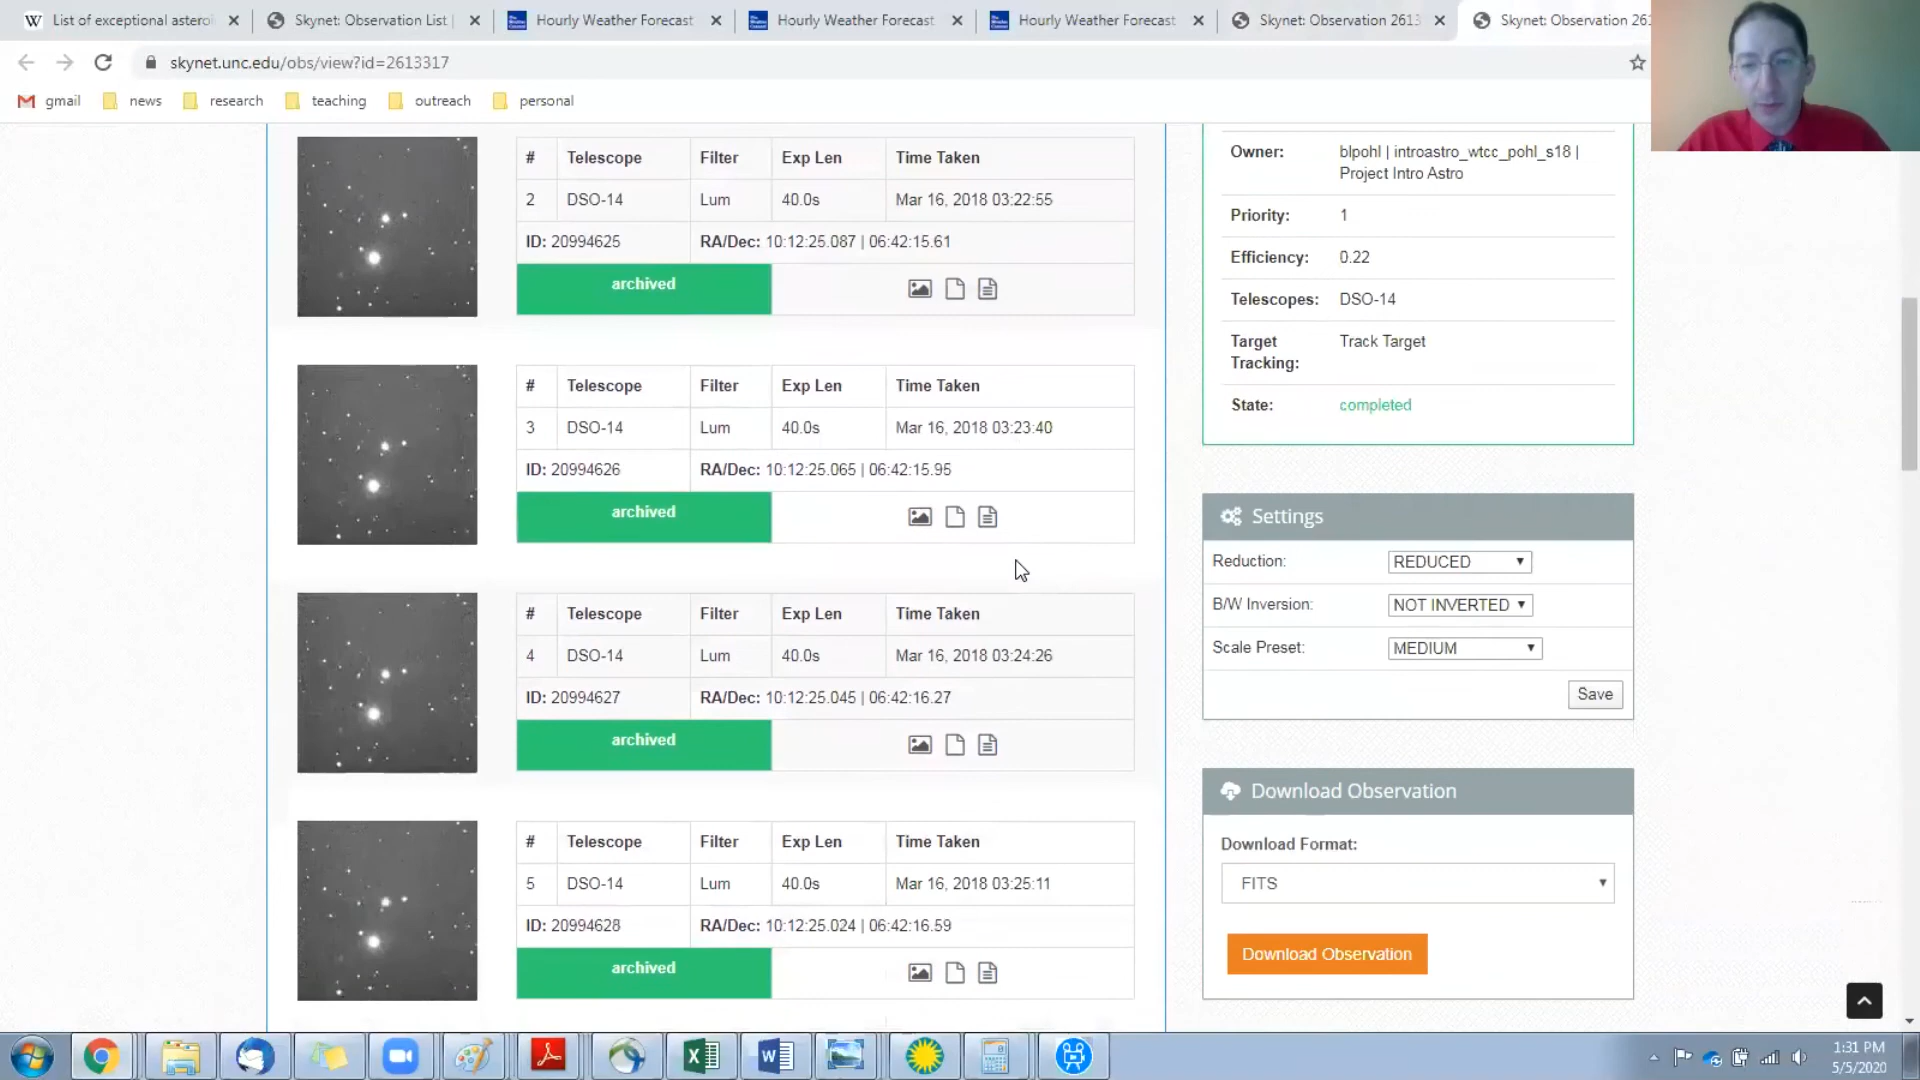 List of exceptional asteroi
Skynet: Observation List |
Hourly Weather Forecast
Hourly Weather Forecast
Hourly Weather Forecast
Skynet: Observation 2613
Skynet: Observation 261
skynet.unc.edu/obs/view?id=2613317
gmail
news
research
teaching
outreach
personal
# Telescope Filter Exp Len Time Taken
2 DSO-14 Lum 40.0s Mar 16, 2018 03:22:55
ID: 20994625 RA/Dec: 10:12:25.087 | 06:42:15.61
archived
# Telescope Filter Exp Len Time Taken
3 DSO-14 Lum 40.0s Mar 16, 2018 03:23:40
ID: 20994626 RA/Dec: 10:12:25.065 | 06:42:15.95
archived
# Telescope Filter Exp Len Time Taken
4 DSO-14 Lum 40.0s Mar 16, 2018 03:24:26
ID: 20994627 RA/Dec: 10:12:25.045 | 06:42:16.27
archived
# Telescope Filter Exp Len Time Taken
5 DSO-14 Lum 40.0s Mar 16, 2018 03:25:11
ID: 20994628 RA/Dec: 10:12:25.024 | 06:42:16.59
archived
Owner: blpohl | introastro_wtcc_pohl_s18 |
Project Intro Astro
Priority: 1
Efficiency: 0.22
Telescopes: DSO-14
Target Track Target
Tracking:
State: completed
Settings
Reduction: REDUCED
B/W Inversion: NOT INVERTED
Scale Preset: MEDIUM
Save
Download Observation
Download Format:
FITS
Download Observation
1:31 PM
5/5/2020